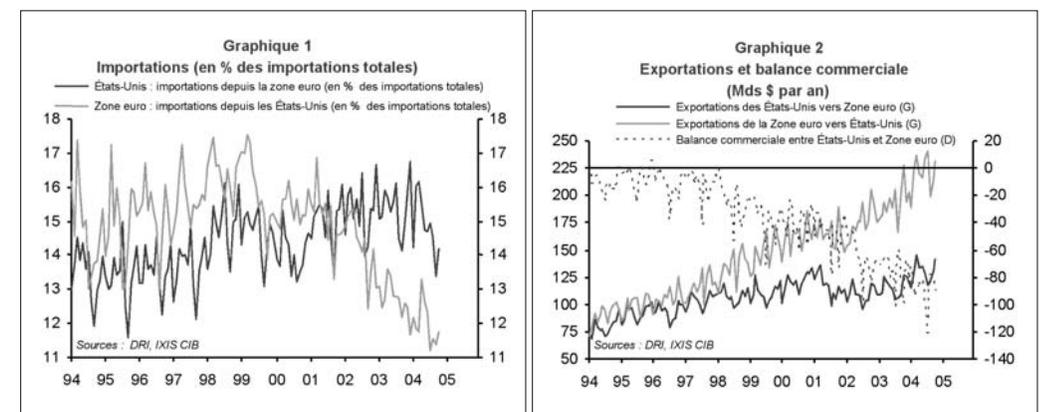 Graphique 1
Importations (en % des importations totales)
États-Unis : importations depuis la zone euro (en % des importations totales)
Zone euro : importations depuis les États-Unis (en % des importations totales)
18 18
17 17
16 16
15 15
14 14
13 13
12 12
11 11
Sources : DRI, IXIS CIB
94 95 96 97 98 99 00 01 02 03 04 05
Graphique 2
Exportations et balance commerciale
(Mds $ par an)
Exportations des États-Unis vers Zone euro (G)
Exportations de la Zone euro vers États-Unis (G)
Balance commerciale entre États-Unis et Zone euro (D)
250 20
225 0
200 -20
175 -40
150 -60
125 -80
100 -100
75 -120
50 -140
Sources : DRI, IXIS CIB
94 95 96 97 98 99 00 01 02 03 04 05